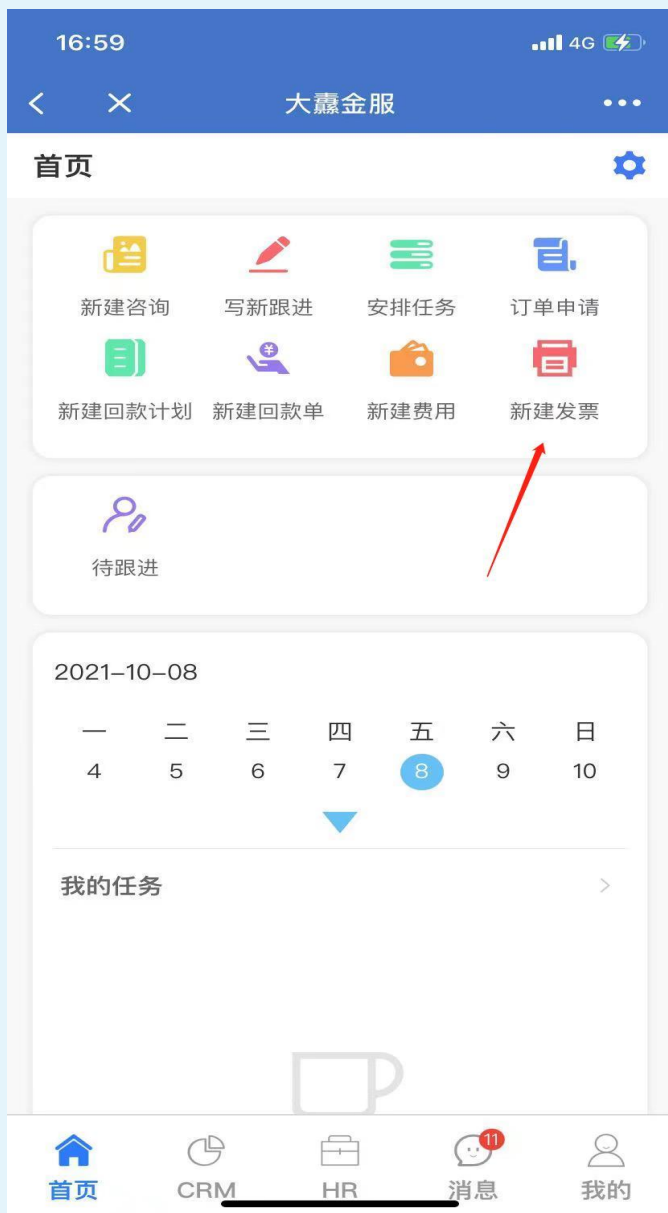 16:59 4G
大纛金服
首页
新建咨询 写新跟进 安排任务 订单申请
新建回款计划 新建回款单 新建费用 新建发票
待跟进
2021-10-08
一 二 三 四 五 六 日
4 5 6 7 8 9 10
我的任务
11
首页 CRM HR 消息 我的